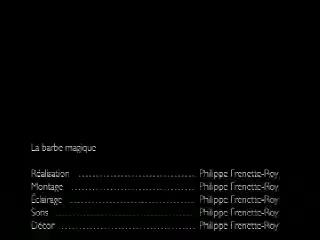 La barbe magique
Réalisation ........................................ Philippe Frenette-Roy
Montage ........................................ Philippe Frenette-Roy
Éclairage ........................................ Philippe Frenette-Roy
Sons ........................................ Philippe Frenette-Roy
Décor ........................................ Philippe Frenette-Roy